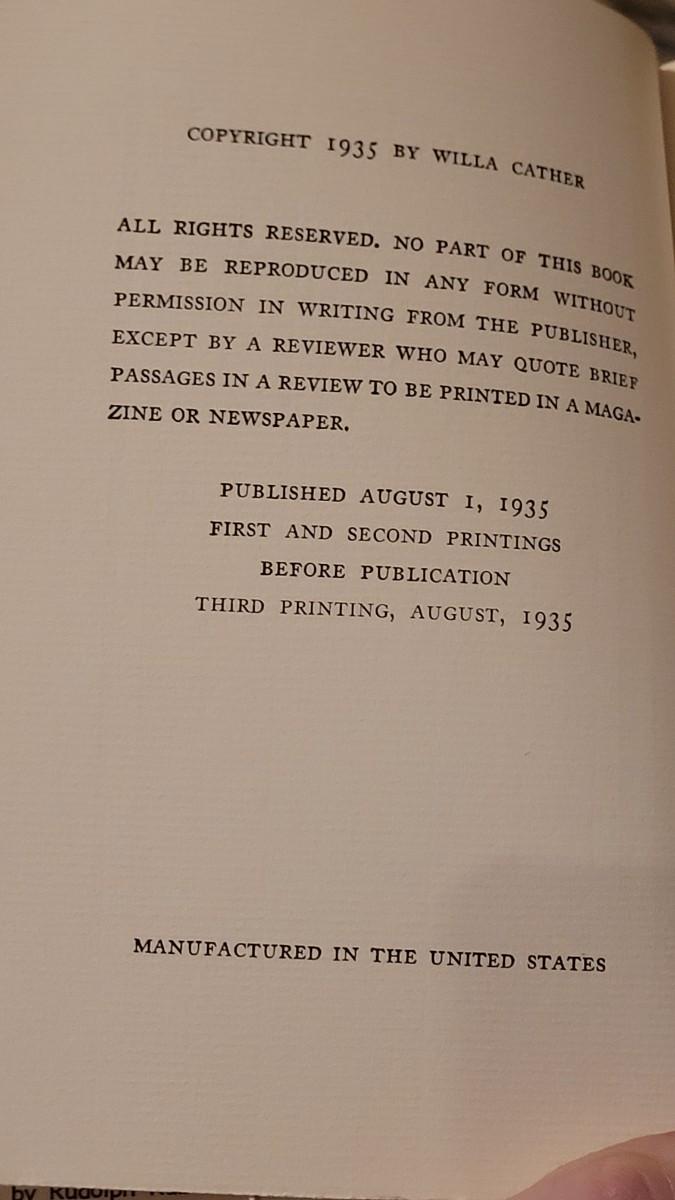 COPYRIGHT 1935 BY WILLA CATHER
ALL RIGHTS RESERVED. NO PART OF THIS BOOK
MAY BE REPRODUCED IN ANY FORM WITHOUT
PERMISSION IN WRITING FROM THE PUBLISHER,
EXCEPT BY A REVIEWER WHO MAY QUOTE BRIEF
PASSAGES IN A REVIEW TO BE PRINTED IN A MAGA-
ZINE OR NEWSPAPER.
PUBLISHED AUGUST 1, 1935
FIRST AND SECOND PRINTINGS
BEFORE PUBLICATION
THIRD PRINTING, AUGUST, 1935
MANUFACTURED IN THE UNITED STATES
by Rudolph